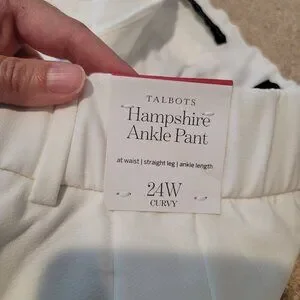 TALBOTS
Hampshire
Ankle Pant
at waist | straight leg | ankle length
24W
CURVY